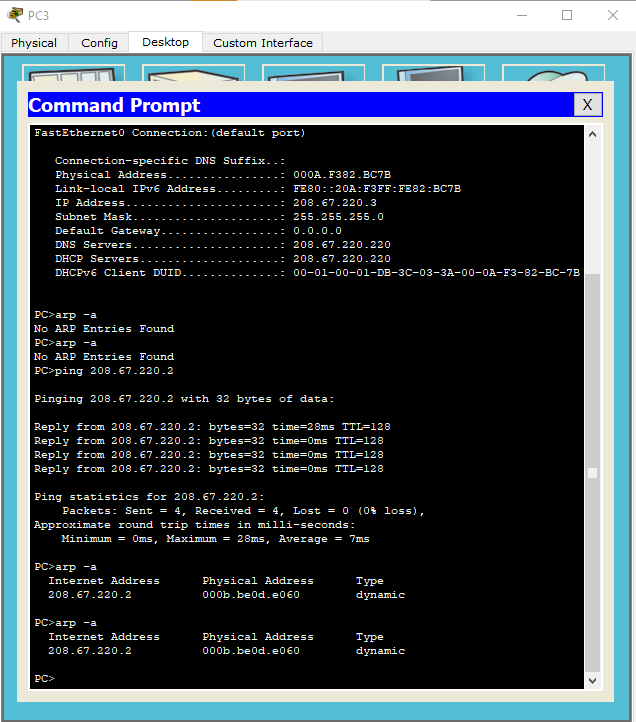 PC3
Physical Config Desktop Custom Interface
Command Prompt X
FastEthernet0 Connection:(default port)
Connection-specific DNS Suffix..:
Physical Address................: 000A.F382.BC7B
Link-local IPv6 Address.........: FE80::20A:F3FF:FE82:BC7B
IP Address......................: 208.67.220.3
Subnet Mask.....................: 255.255.255.0
Default Gateway.................: 0.0.0.0
DNS Servers.....................: 208.67.220.220
DHCP Servers....................: 208.67.220.220
DHCPv6 Client DUID..............: 00-01-00-01-DB-3C-03-3A-00-0A-F3-82-BC-7B
PC>arp -a
No ARP Entries Found
PC>arp -a
No ARP Entries Found
PC>ping 208.67.220.2
Pinging 208.67.220.2 with 32 bytes of data:
Reply from 208.67.220.2: bytes=32 time=28ms TTL=128
Reply from 208.67.220.2: bytes=32 time=0ms TTL=128
Reply from 208.67.220.2: bytes=32 time=0ms TTL=128
Reply from 208.67.220.2: bytes=32 time=0ms TTL=128
Ping statistics for 208.67.220.2:
Packets: Sent = 4, Received = 4, Lost = 0 (0% loss),
Approximate round trip times in milli-seconds:
Minimum = 0ms, Maximum = 28ms, Average = 7ms
PC>arp -a
Internet Address Physical Address Type
208.67.220.2 000b.be0d.e060 dynamic
PC>arp -a
Internet Address Physical Address Type
208.67.220.2 000b.be0d.e060 dynamic
PC>